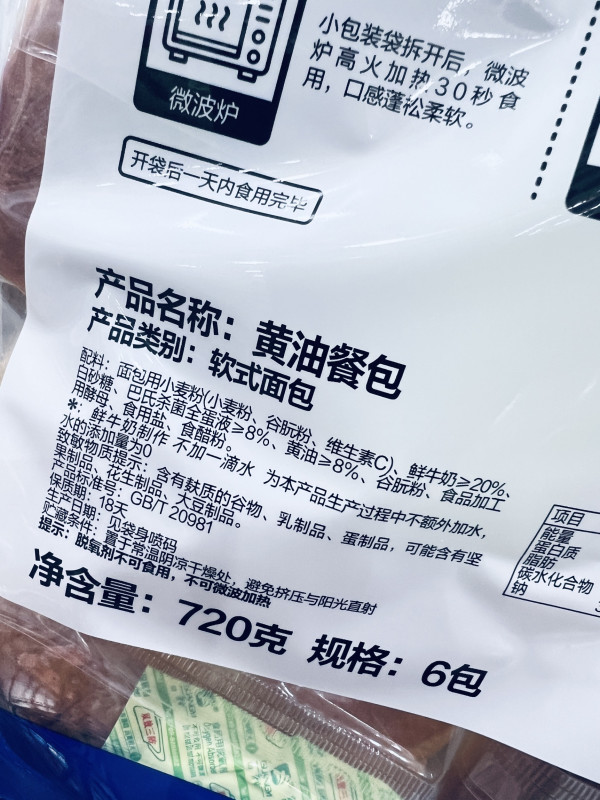 微波炉
小包装袋拆开后,微波
炉高火加热30秒食
用,口感蓬松柔软。
开袋后一天内食用完毕
产品名称:黄油餐包
产品类别:软式面包
配料:面包用小麦粉(小麦粉、谷朊粉、维生素C)、鲜牛奶≥20%、
白砂糖、巴氏杀菌全蛋液≥8%、黄油≥8%、谷朊粉、食品加工
用酵母、食用盐、食醋粉。
*:鲜牛奶制作 不加一滴水 为本产品生产过程中不额外加水,
水的添加量为0
致敏物质提示:含有麸质的谷物、乳制品、蛋制品,可能含有坚
果制品、花生制品、大豆制品。
产品标准号:GB/T 20981
保质期:18天
生产日期:见袋身喷码
贮藏条件:置于常温阴凉干燥处,避免挤压与阳光直射
提示:脱氧剂不可食用,不可微波加热
净含量:720克 规格:6包
项目
能量
蛋白质
脂肪
碳水化合物
钠